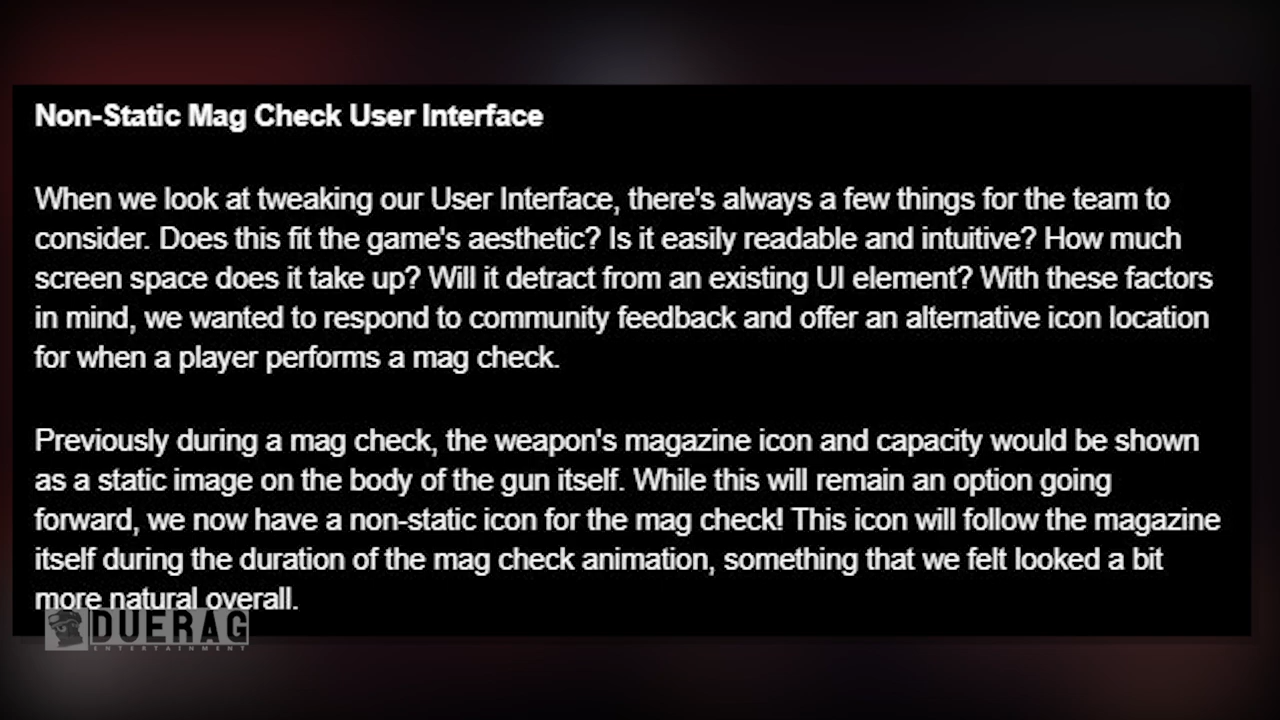 Non-Static Mag Check User Interface
When we look at tweaking our User Interface, there's always a few things for the team to
consider. Does this fit the game's aesthetic? Is it easily readable and intuitive? How much
screen space does it take up? Will it detract from an existing UI element? With these factors
in mind, we wanted to respond to community feedback and offer an alternative icon location
for when a player performs a mag check.
Previously during a mag check, the weapon's magazine icon and capacity would be shown
as a static image on the body of the gun itself. While this will remain an option going
forward, we now have a non-static icon for the mag check! This icon will follow the magazine
itself during the duration of the mag check animation, something that we felt looked a bit
more natural overall.
DUERAG
ENTERTAINMENT